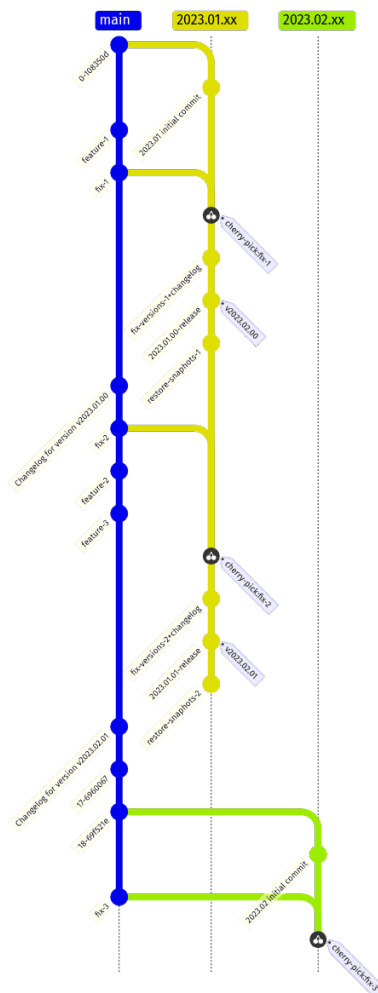 main
2023.01.xx
2023.02.xx
0-108350d
2023.01 initial commit
feature-1
fix-1
cherry-pick:fix-1
fix-versions-1+changelog
2023.01.00-release
v2023.02.00
restore-snaphots-1
Changelog for version v2023.01.00
fix-2
feature-2
feature-3
cherry-pick:fix-2
fix-versions-2+changelog
2023.01.01-release
v2023.02.01
restore-snaphots-2
Changelog for version v2023.02.01
17-6960067
18-69f521e
2023.02 initial commit
fix-3
cherry-pick:fix-3